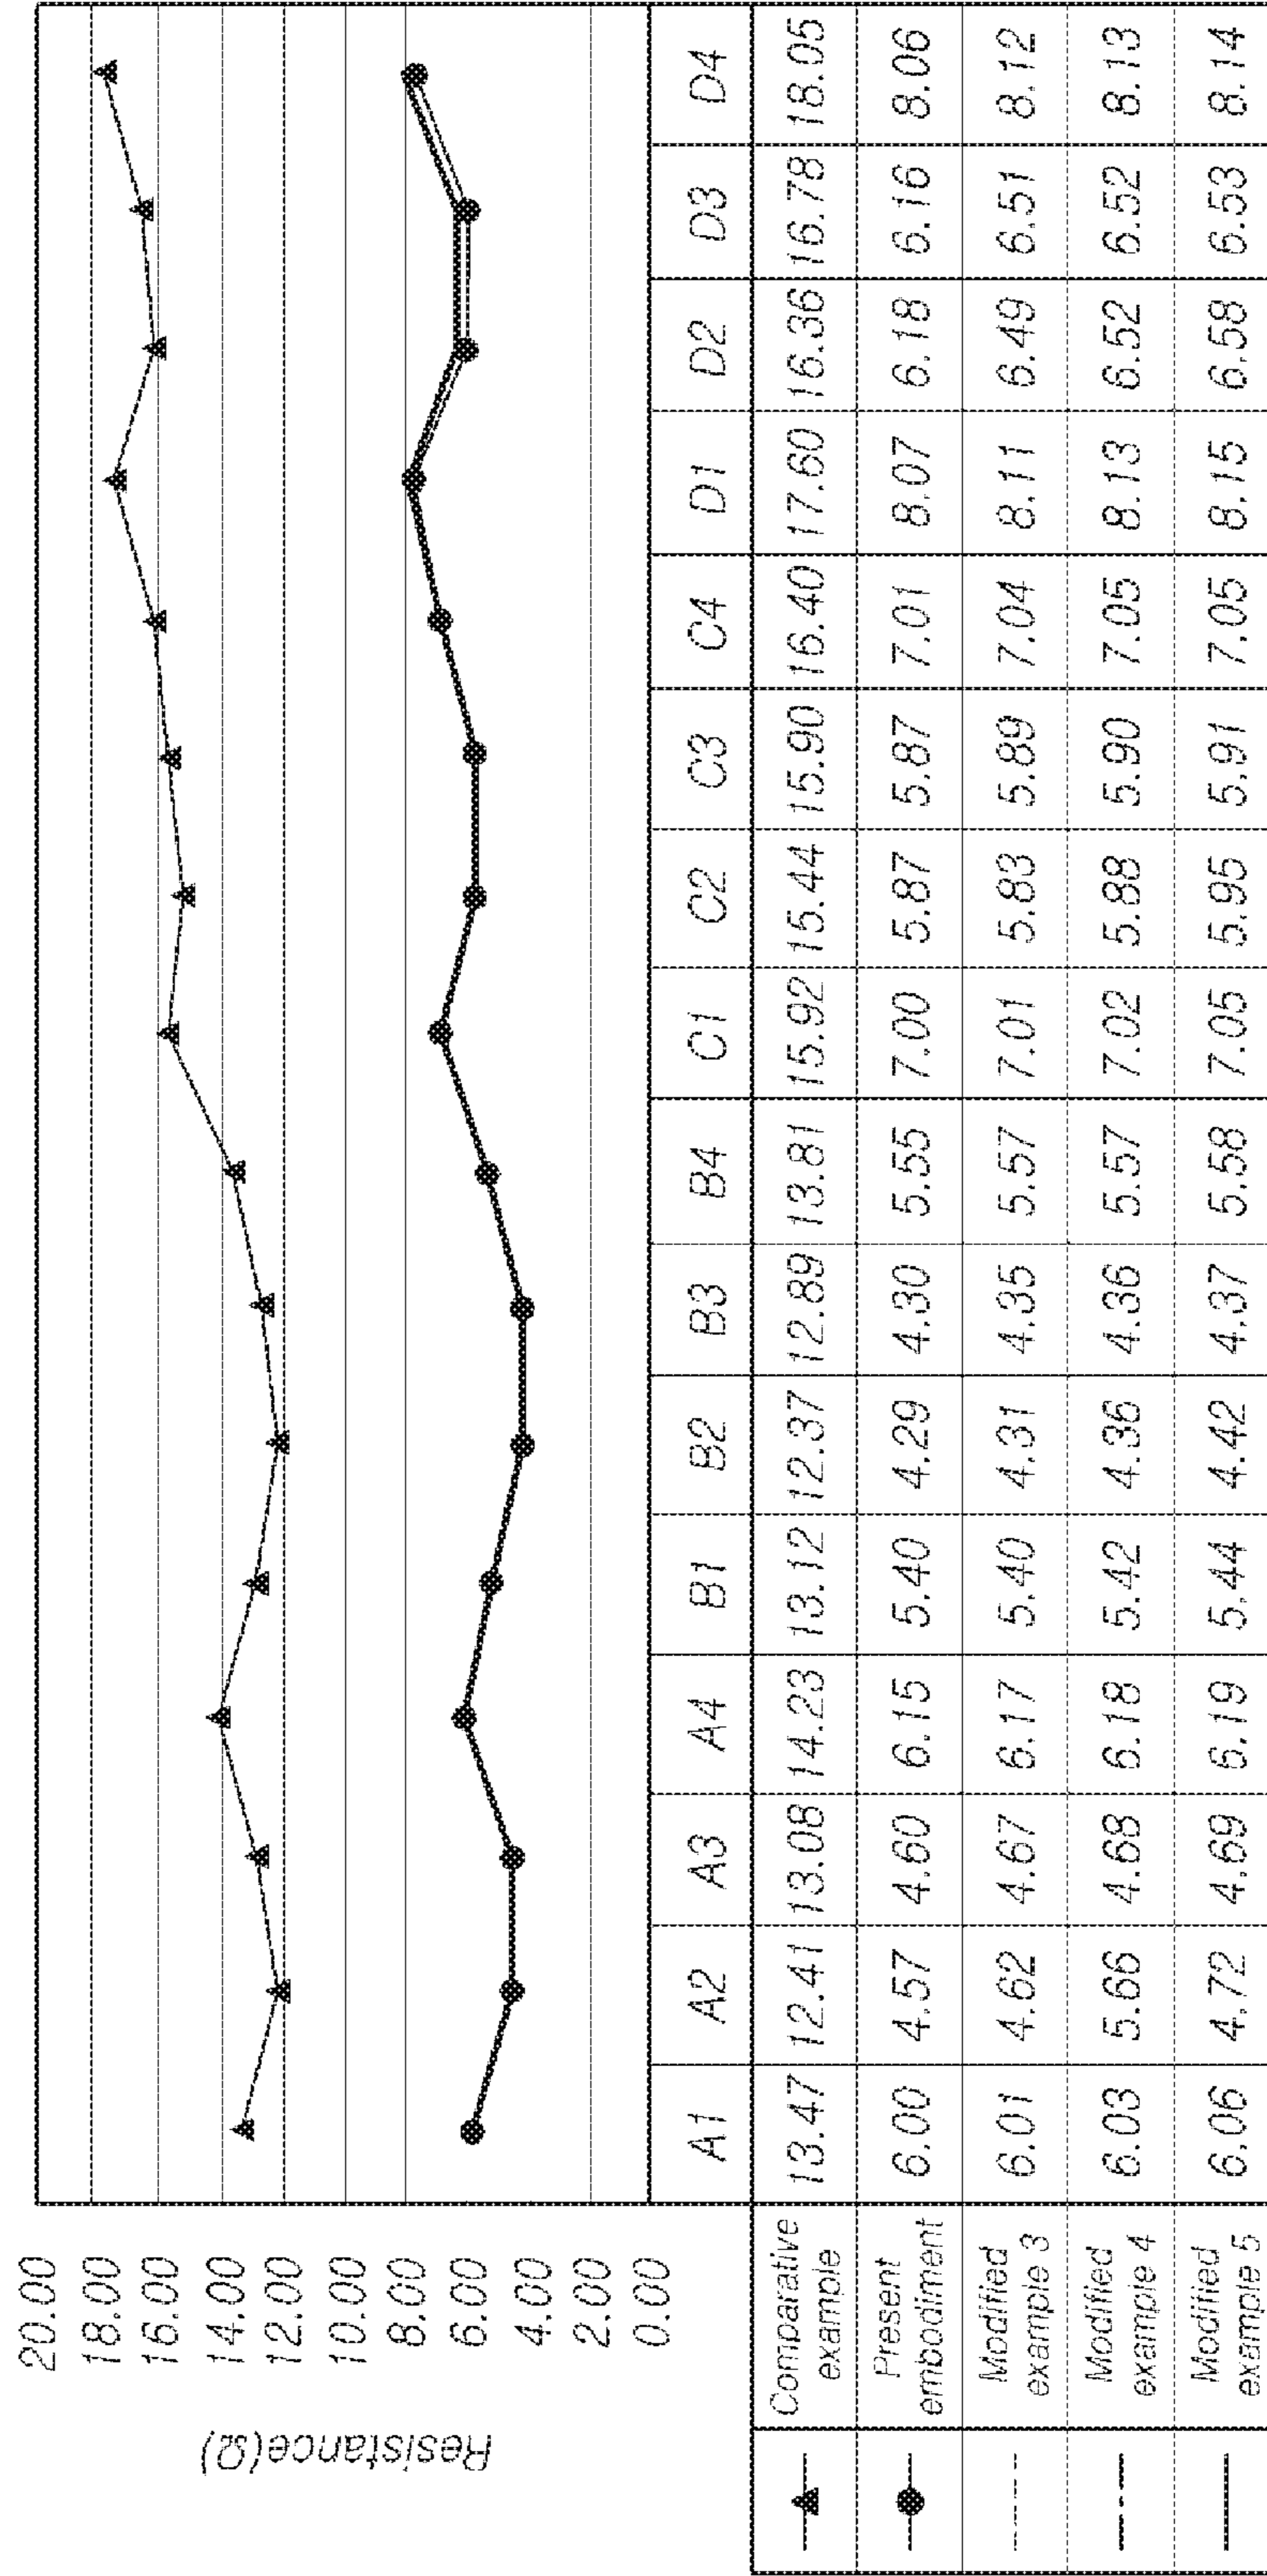 20.00
18.00
16.00
14.00
12.00
10.00
8.00
6.00
4.00
2.00
0.00
Resistance(Ω)
A1 A2 A3 A4 B1 B2 B3 B4 C1 C2 C3 C4 D1 D2 D3 D4
Comparative
example
13.47 12.41 13.08 14.23 13.12 12.37 12.89 13.81 15.92 15.44 15.90 16.40 17.60 16.36 16.78 18.05
Present
embodiment
6.00 4.57 4.60 6.15 5.40 4.29 4.30 5.55 7.00 5.87 5.87 7.01 8.07 6.18 6.16 8.06
Modified
example 3
6.01 4.62 4.67 6.17 5.40 4.31 4.35 5.57 7.01 5.83 5.89 7.04 8.11 6.49 6.51 8.12
Modified
example 4
6.03 5.66 4.68 6.18 5.42 4.36 4.36 5.57 7.02 5.88 5.90 7.05 8.13 6.52 6.52 8.13
Modified
example 5
6.06 4.72 4.69 6.19 5.44 4.42 4.37 5.58 7.05 5.95 5.91 7.05 8.15 6.58 6.53 8.14